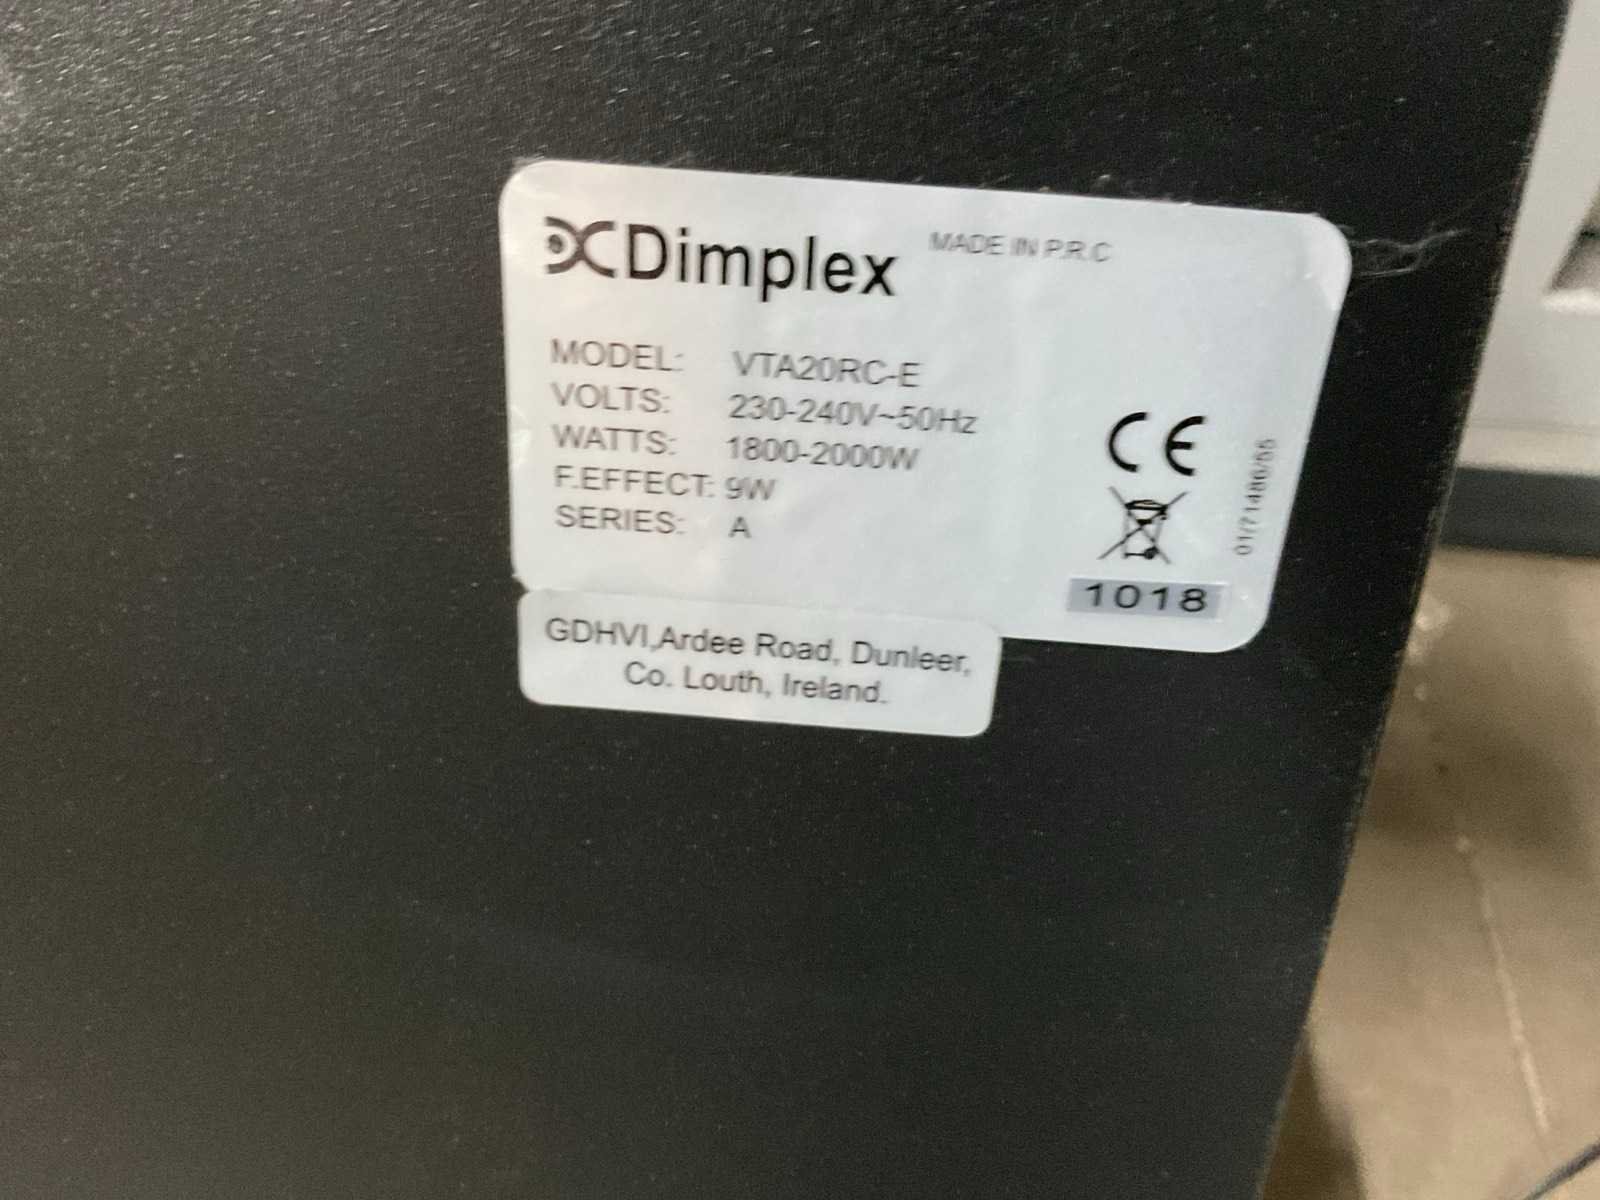 Dimplex MADE IN P.R.C
MODEL: VTA20RC-E
VOLTS: 230-240V~50Hz
WATTS: 1800-2000W
F.EFFECT: 9W
SERIES: A
CE
01/71486/55
1018
GDHVI,Ardee Road, Dunleer,
Co. Louth, Ireland.